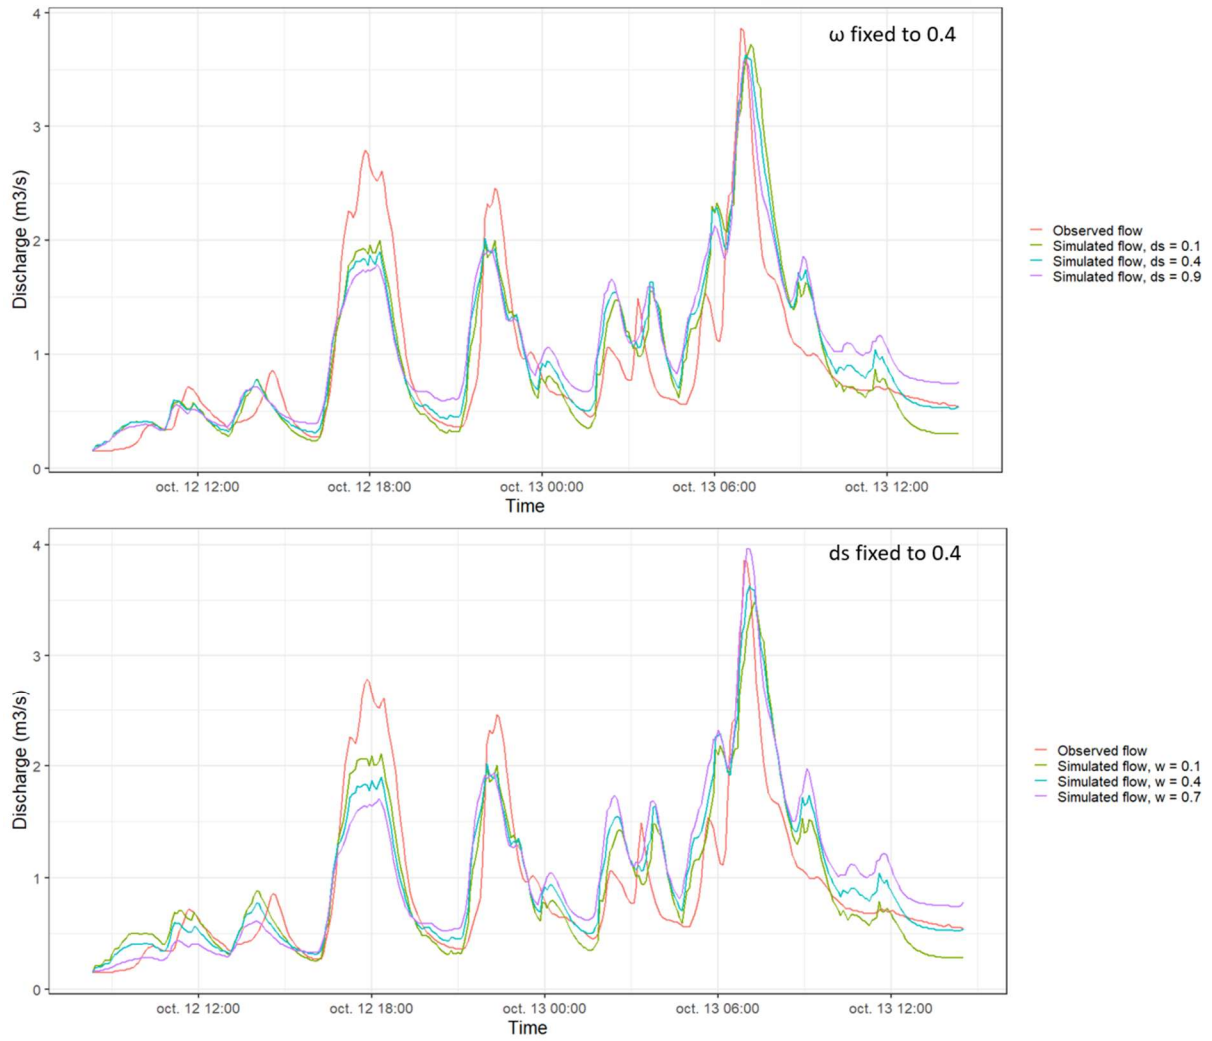 ω fixed to 0.4
4
3
2
1
0
Discharge (m3/s)
oct. 12 12:00
oct. 12 18:00
oct. 13 00:00
oct. 13 06:00
oct. 13 12:00
Time
Observed flow
Simulated flow, ds = 0.1
Simulated flow, ds = 0.4
Simulated flow, ds = 0.9
ds fixed to 0.4
4
3
2
1
0
Discharge (m3/s)
oct. 12 12:00
oct. 12 18:00
oct. 13 00:00
oct. 13 06:00
oct. 13 12:00
Time
Observed flow
Simulated flow, w = 0.1
Simulated flow, w = 0.4
Simulated flow, w = 0.7